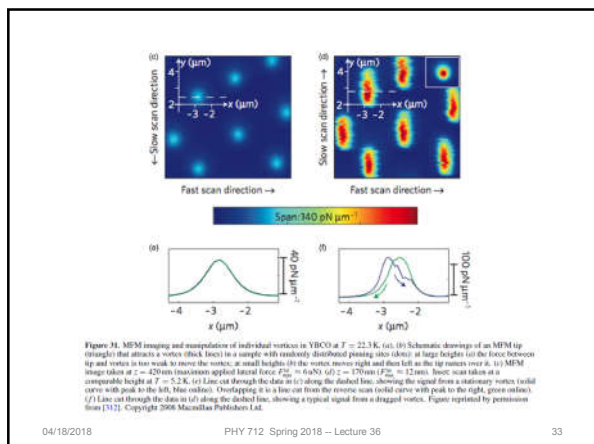 (c)
y (µm)
4
2
x (µm)
−3 −2
←Slow scan direction
Fast scan direction →
(d)
y (µm)
4
2
x (µm)
−3 −2
Slow scan direction →
Fast scan direction →
Span:140 pN µm⁻¹
(e)
40 pN µm⁻¹
−4 −3 −2
x (µm)
(f)
100 pN µm⁻¹
−4 −3 −2
x (µm)
Figure 31. MFM imaging and manipulation of individual vortices in YBCO at T = 22.3 K. (a), (b) Schematic drawings of an MFM tip
(triangle) that attracts a vortex (thick lines) in a sample with randomly distributed pinning sites (dots): at large heights (a) the force between
tip and vortex is too weak to move the vortex; at small heights (b) the vortex moves right and then left as the tip rasters over it. (c) MFM
image taken at z = 420 nm (maximum applied lateral force ≈ 6 pN). (d) z = 170 nm ( ≈ 12 pN). Inset: scan taken at a
comparable height at T = 5.2 K. (e) Line cut through the data in (c) along the dashed line, showing the signal from a stationary vortex (solid
curve with peak to the left, blue online). Overlapping it is a line cut from the reverse scan (solid curve with peak to the right, green online).
(f) Line cut through the data in (d) along the dashed line, showing a typical signal from a dragged vortex. Figure reprinted by permission
from [312]. Copyright 2008 Macmillan Publishers Ltd.
04/18/2018
PHY 712 Spring 2018 -- Lecture 36
33